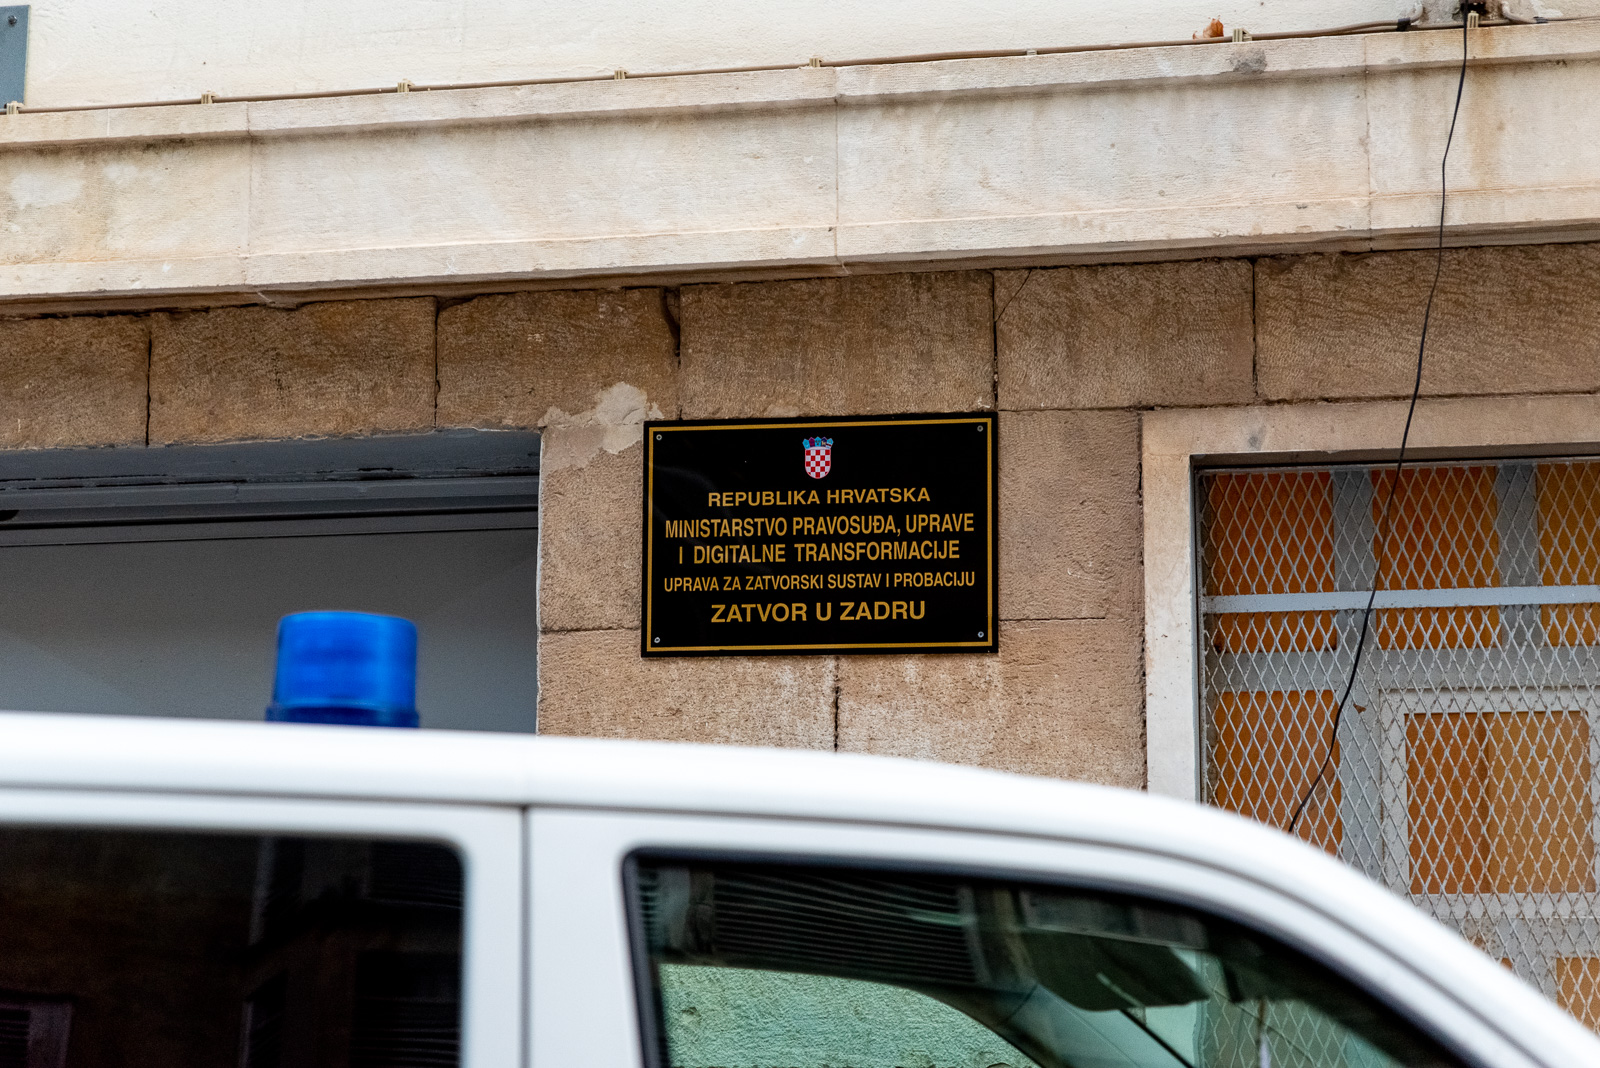 REPUBLIKA HRVATSKA
MINISTARSTVO PRAVOSUĐA, UPRAVE
I DIGITALNE TRANSFORMACIJE
UPRAVA ZA ZATVORSKI SUSTAV I PROBACIJU
ZATVOR U ZADRU